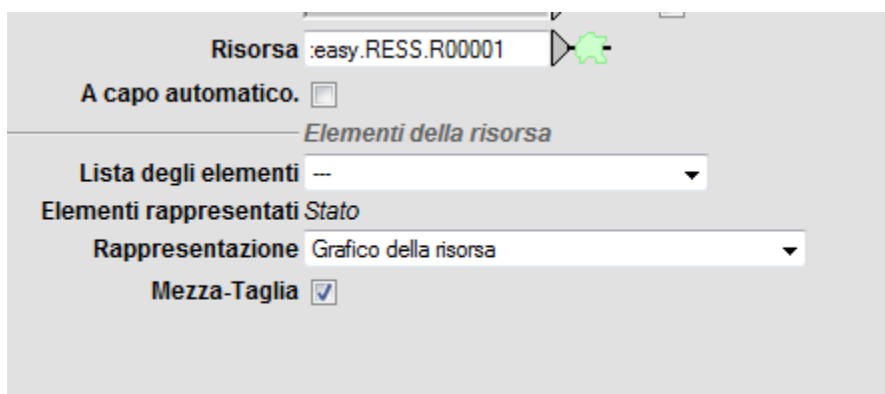 Risorsa :easy.RESS.R00001
A capo automatico.
Elementi della risorsa
Lista degli elementi ---
Elementi rappresentati Stato
Rappresentazione Grafico della risorsa
Mezza-Taglia